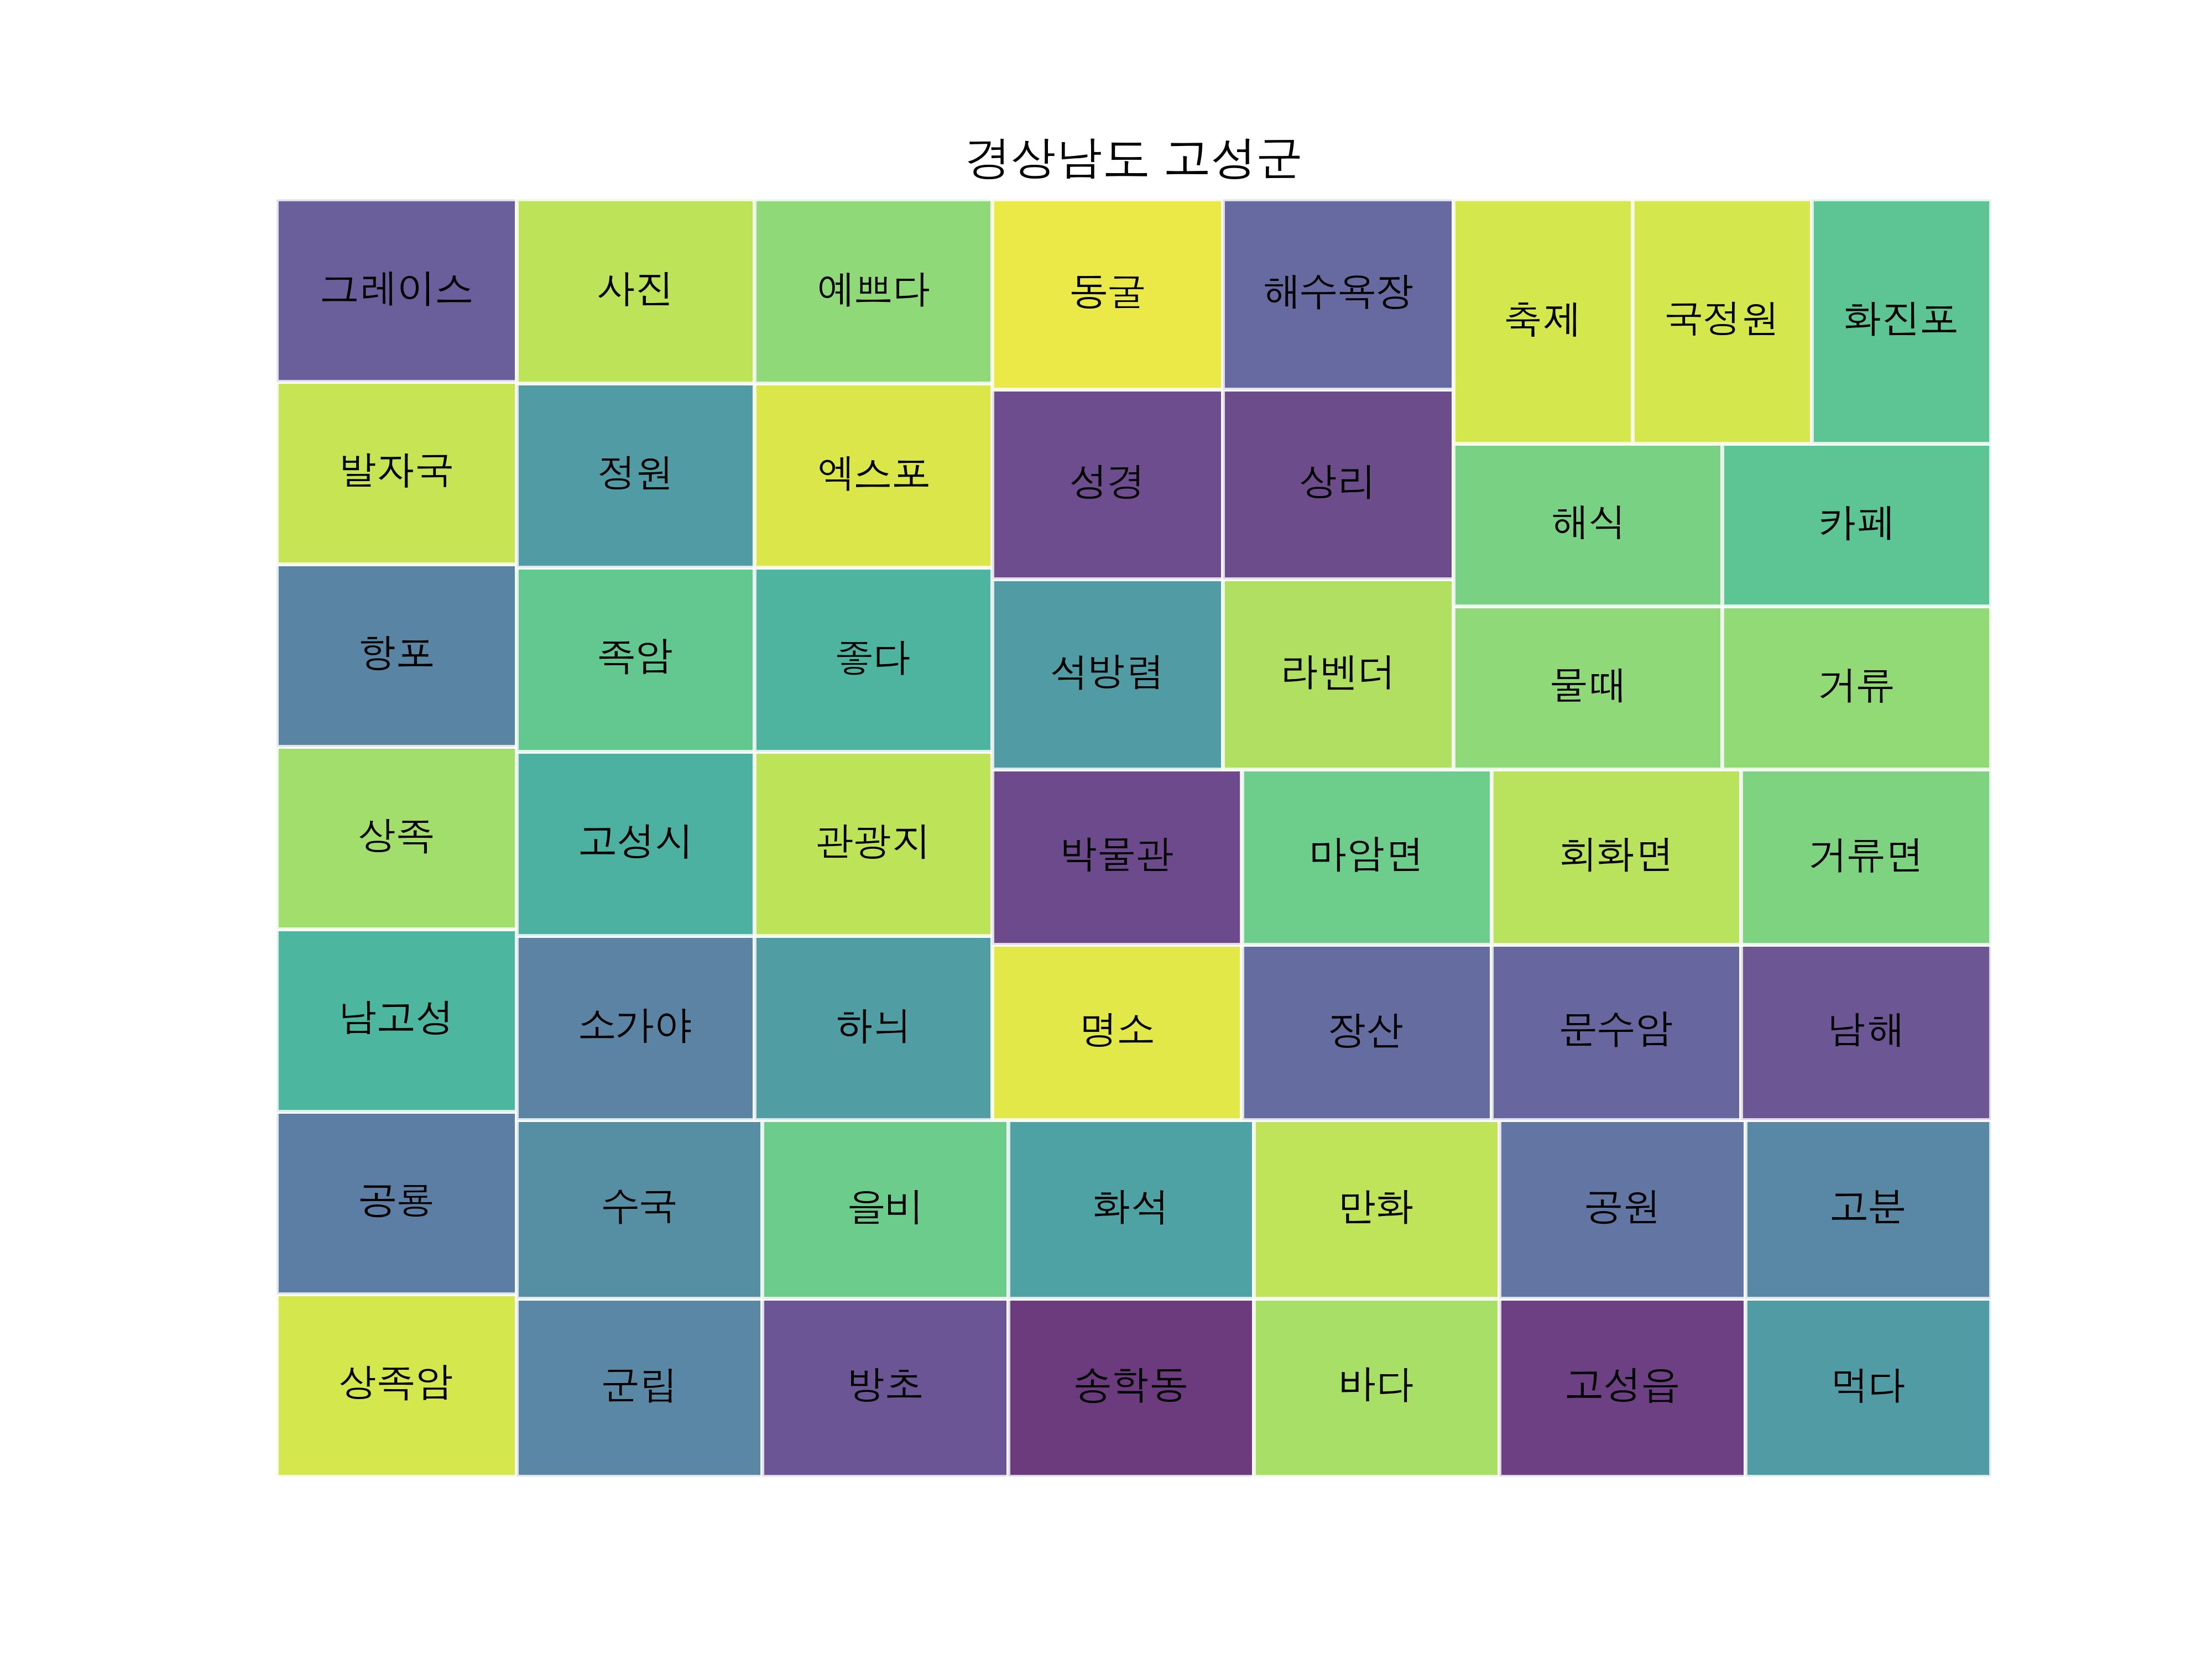 경상남도 고성군
그레이스 사진 예쁘다 동굴 해수욕장 축제 국정원 화진포
발자국 정원 엑스포 성경 상리 해식 카페
항포 족암 좋다 석방렴 라벤더 물때 거류
상족 고성시 관광지 박물관 마암면 회화면 거류면
남고성 소가야 하늬 명소 장산 문수암 남해
공룡 수국 을비 화석 만화 공원 고분
상족암 군립 방초 송학동 바다 고성읍 먹다